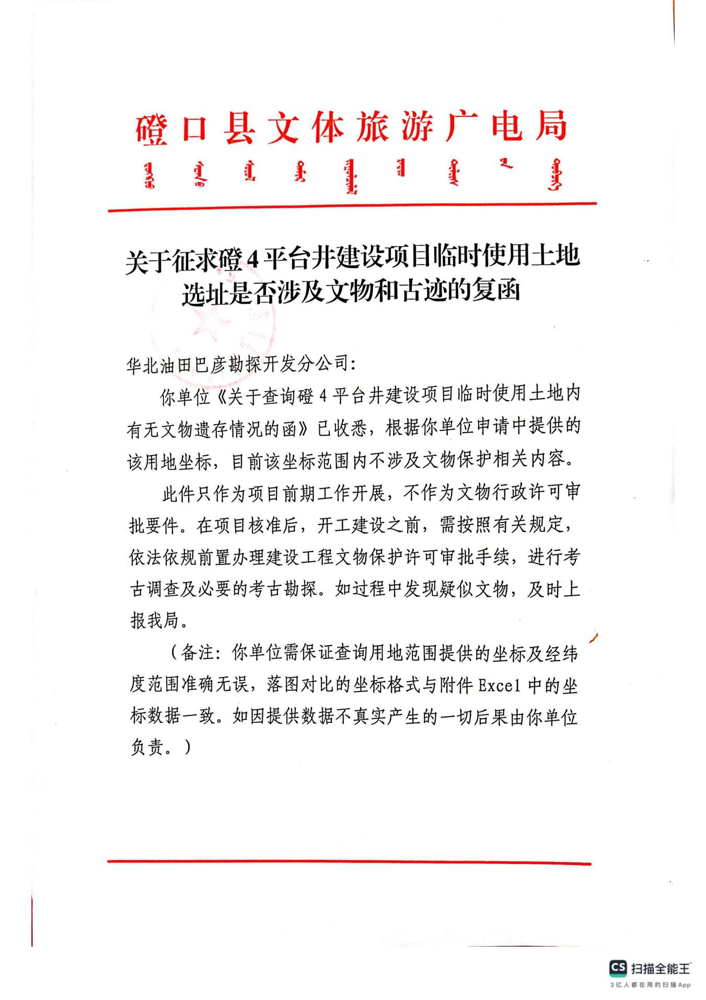 磴口县文体旅游广电局
关于征求磴4平台井建设项目临时使用土地
选址是否涉及文物和古迹的复函
华北油田巴彦勘探开发分公司：
你单位《关于查询磴4平台井建设项目临时使用土地内
有无文物遗存情况的函》已收悉，根据你单位申请中提供的
该用地坐标，目前该坐标范围内不涉及文物保护相关内容。
此件只作为项目前期工作开展，不作为文物行政许可审
批要件。在项目核准后，开工建设之前，需按照有关规定，
依法依规前置办理建设工程文物保护许可审批手续，进行考
古调查及必要的考古勘探。如过程中发现疑似文物，及时上
报我局。
（备注：你单位需保证查询用地范围提供的坐标及经纬
度范围准确无误，落图对比的坐标格式与附件Excel中的坐
标数据一致。如因提供数据不真实产生的一切后果由你单位
负责。）
CS 扫描全能王™
3亿人都在用的扫描App